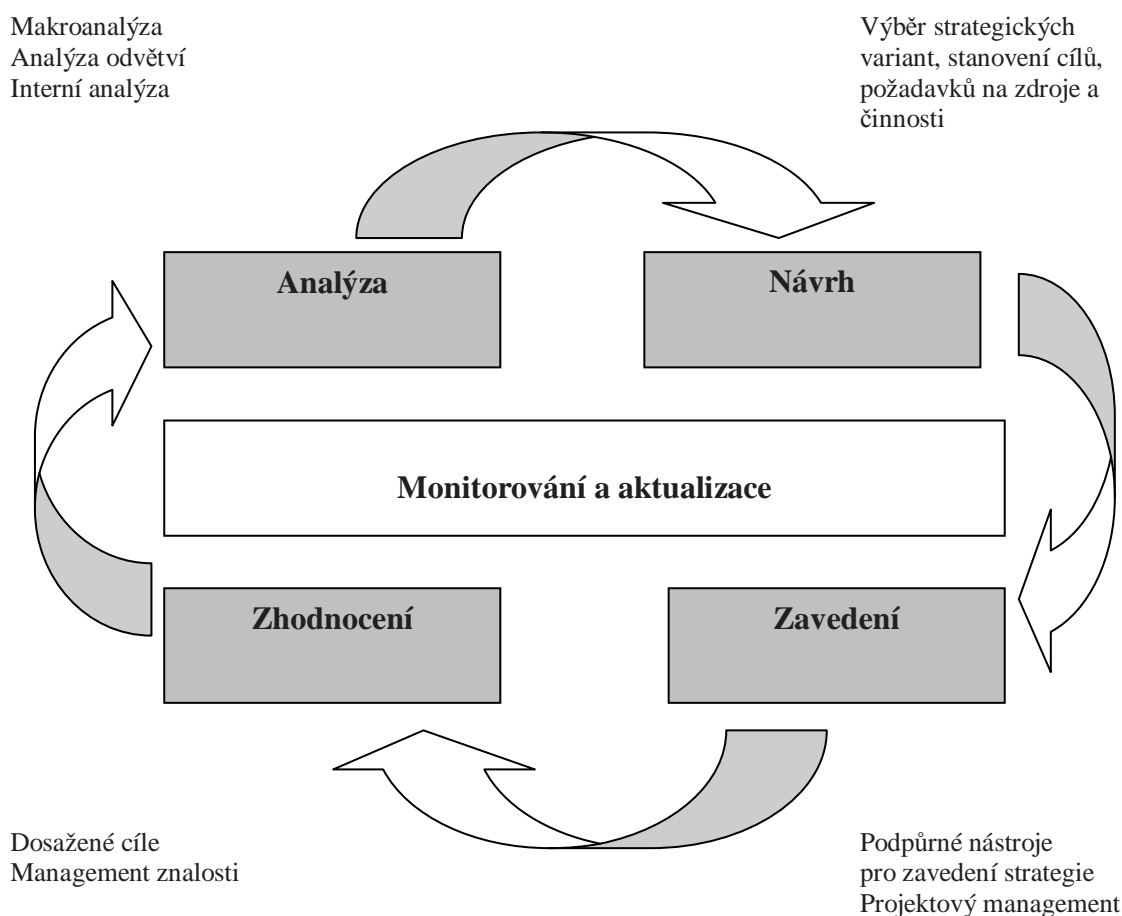 Makroanalýza
Analýza odvětví
Interní analýza
Výběr strategických
variant, stanovení cílů,
požadavků na zdroje a
činnosti
Analýza
Návrh
Monitorování a aktualizace
Zhodnocení
Zavedení
Dosažené cíle
Management znalosti
Podpůrné nástroje
pro zavedení strategie
Projektový management